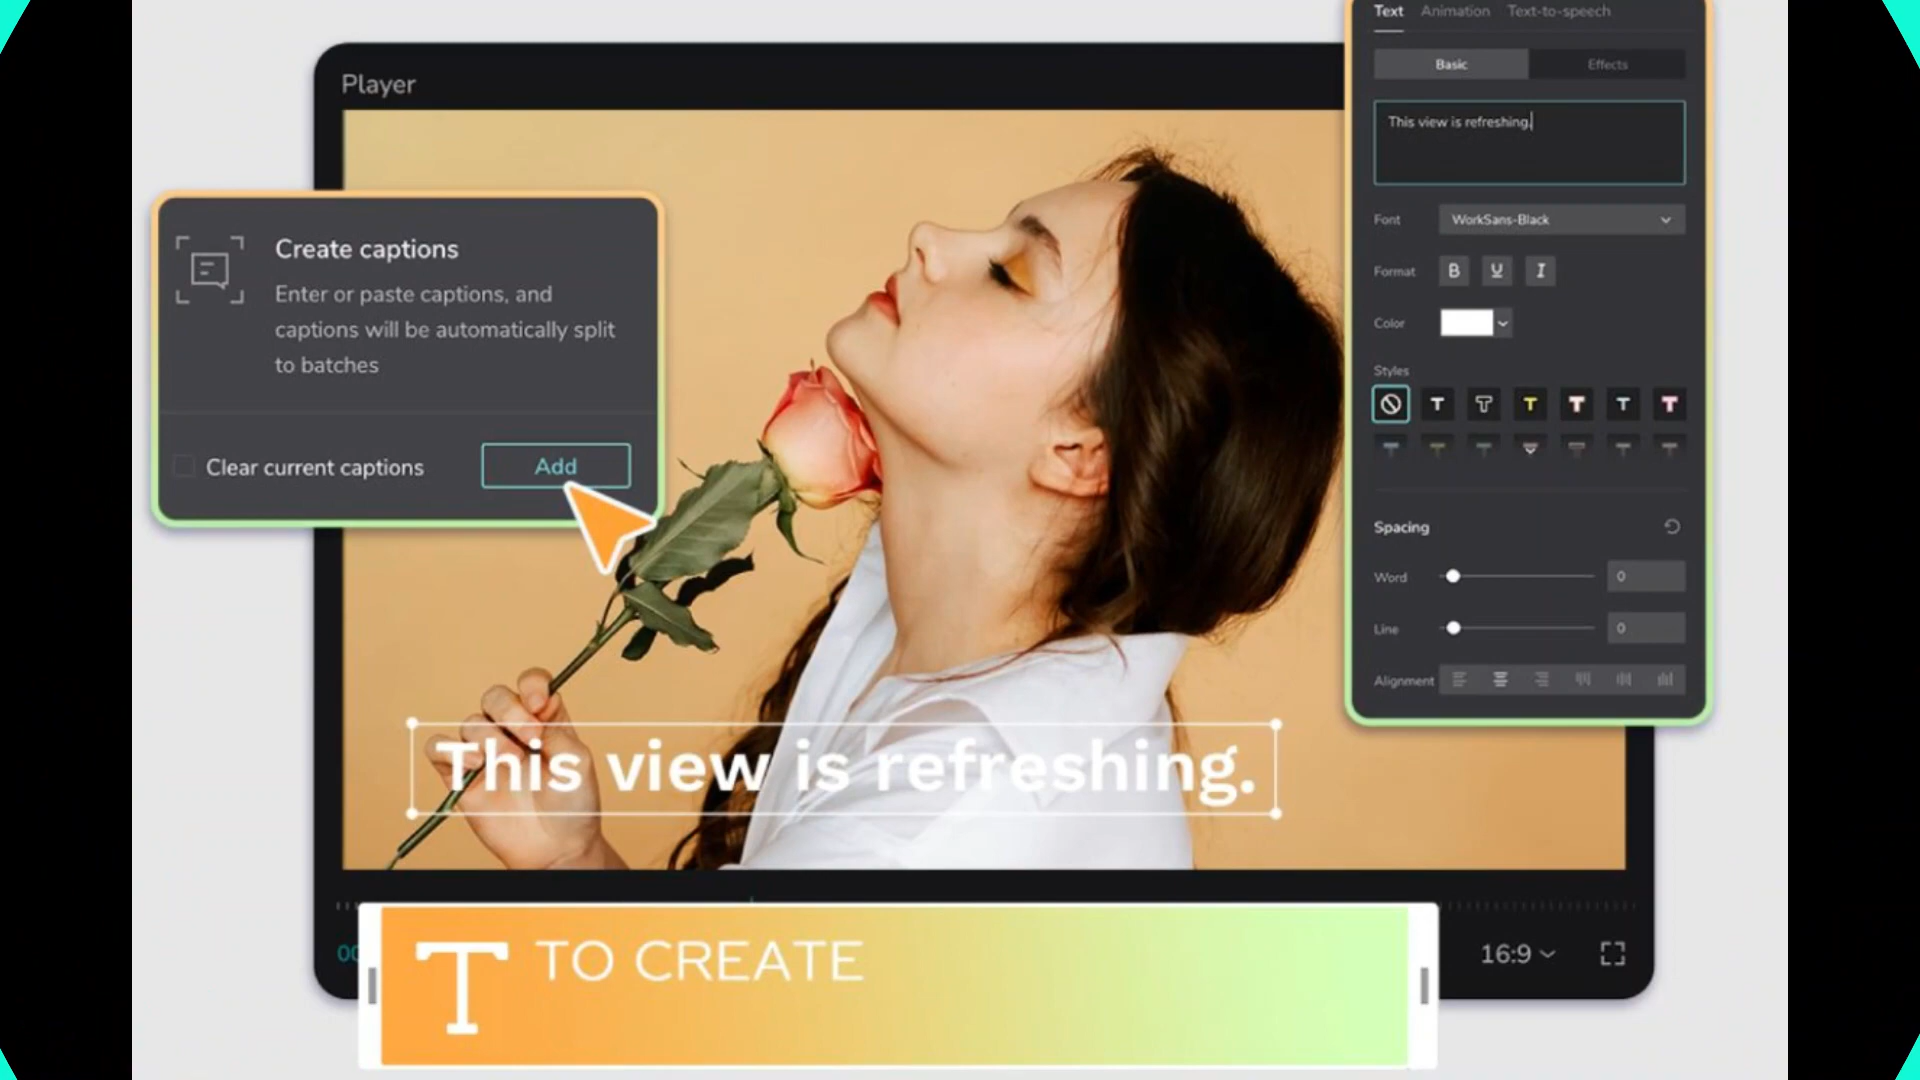 Player
Create captions
Enter or paste captions, and
captions will be automatically split
to batches
Clear current captions
Add
Text Animation Text-to-speech
Basic Effects
This view is refreshing.
Font WorkSans-Black
Format B U I
Color
Styles
T T T T T T
T T T T T T
Spacing
Word 0
Line 0
Alignment
This view is refreshing.
00
T TO CREATE
16:9